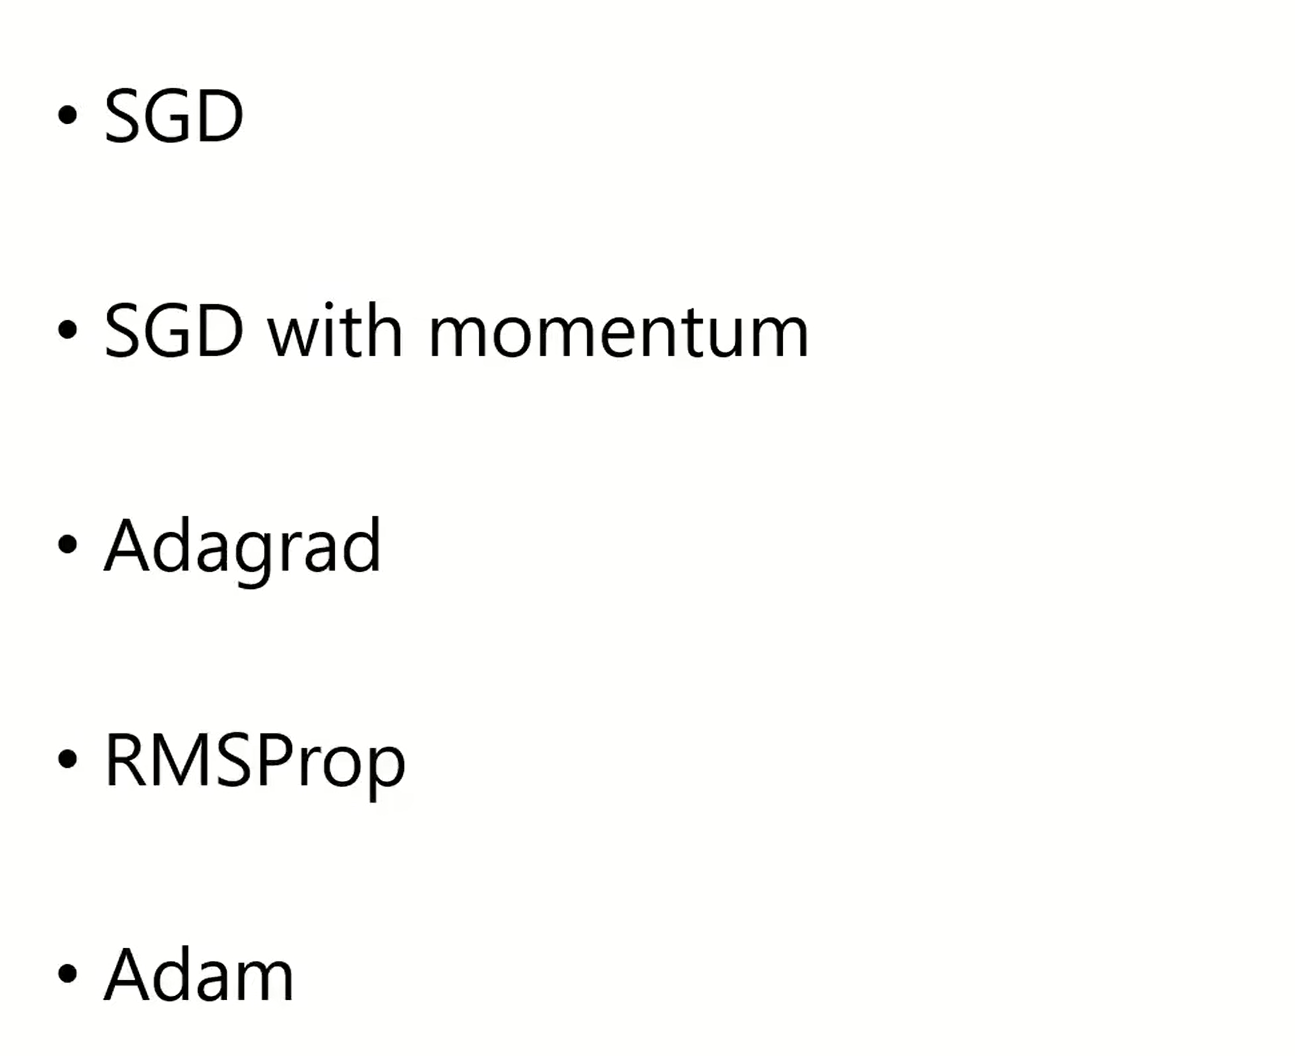 • SGD
• SGD with momentum
• Adagrad
• RMSProp
• Adam